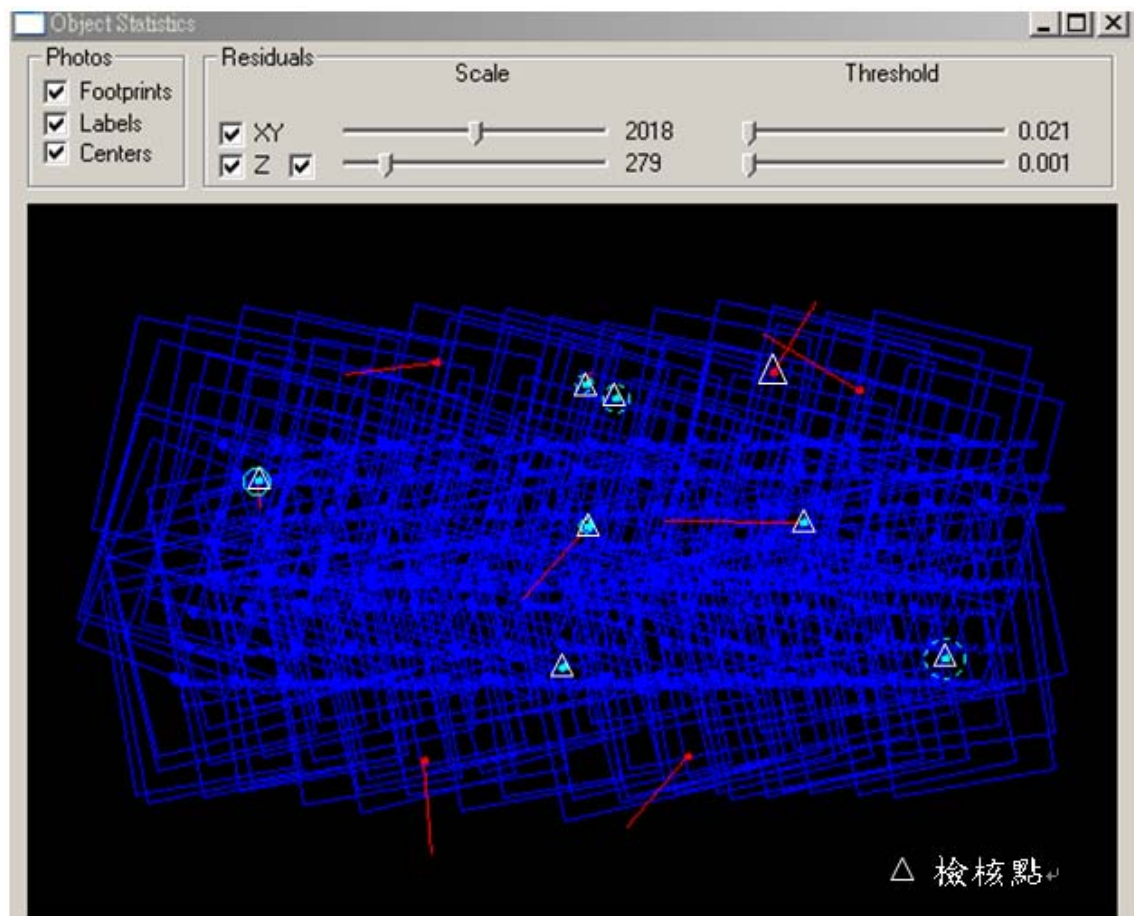 Object Statistics
Photos
Footprints
Labels
Centers
Residuals
Scale
Threshold
XY
2018
0.021
Z
279
0.001
檢核點